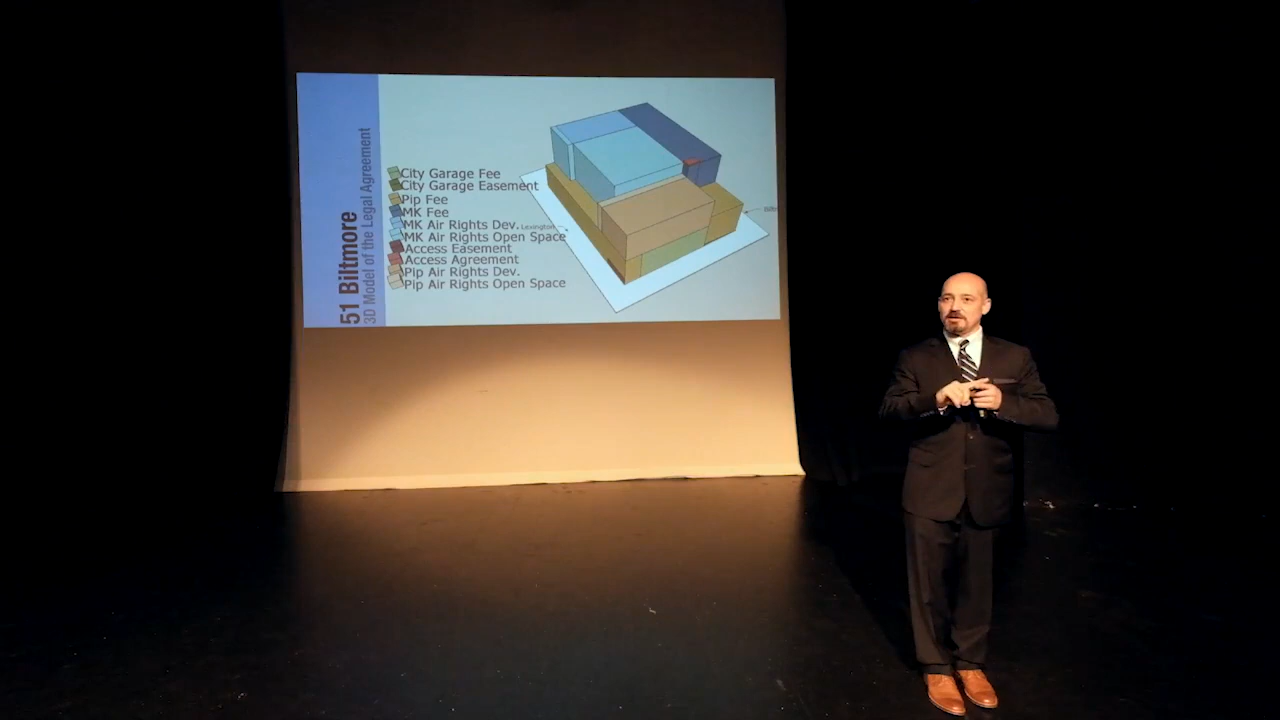 51 Biltmore
3D Model of the Legal Agreement
City Garage Fee
City Garage Easement
Pip Fee
MK Fee
MK Air Rights Dev.
MK Air Rights Open Space
Access Easement
Access Agreement
Pip Air Rights Dev.
Pip Air Rights Open Space
Lexington